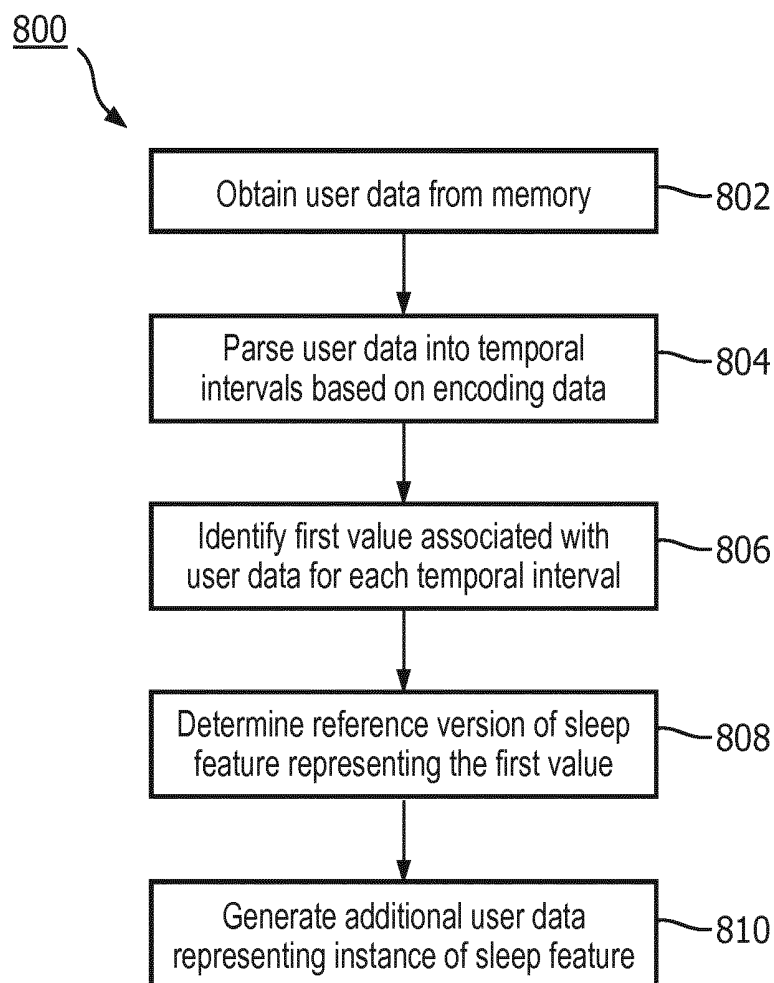 800
Obtain user data from memory
802
Parse user data into temporal
intervals based on encoding data
804
Identify first value associated with
user data for each temporal interval
806
Determine reference version of sleep
feature representing the first value
808
Generate additional user data
representing instance of sleep feature
810